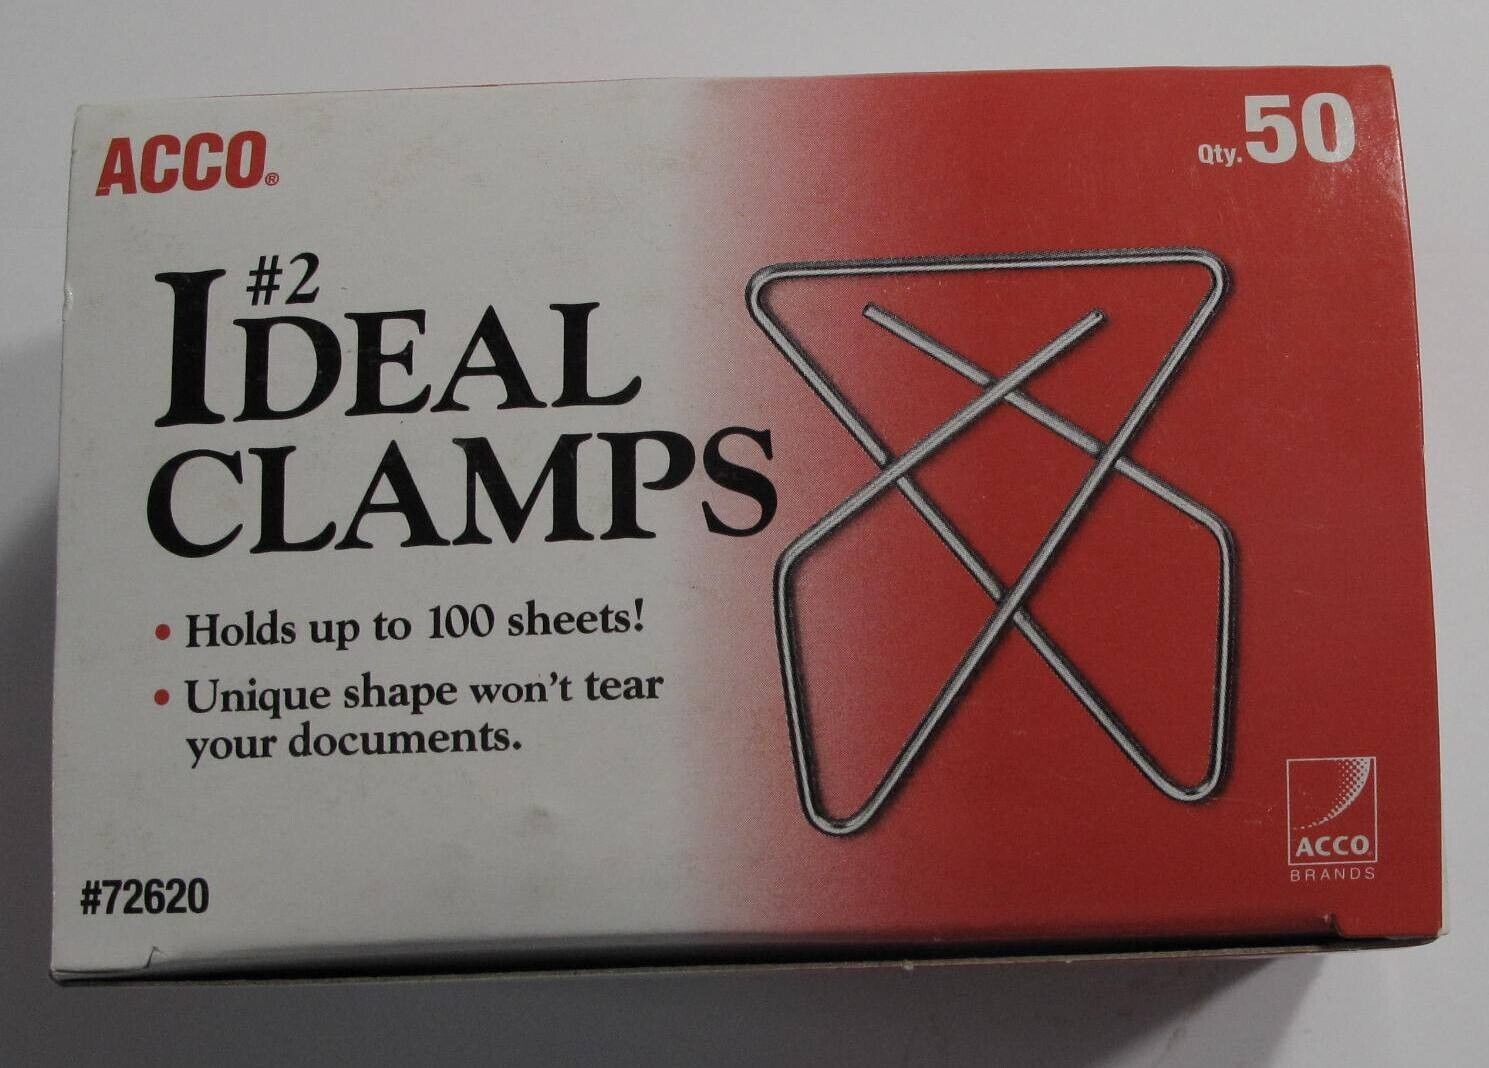 ACCO®
Qty. 50
#2
IDEAL
CLAMPS
• Holds up to 100 sheets!
• Unique shape won't tear
your documents.
#72620
ACCO
BRANDS